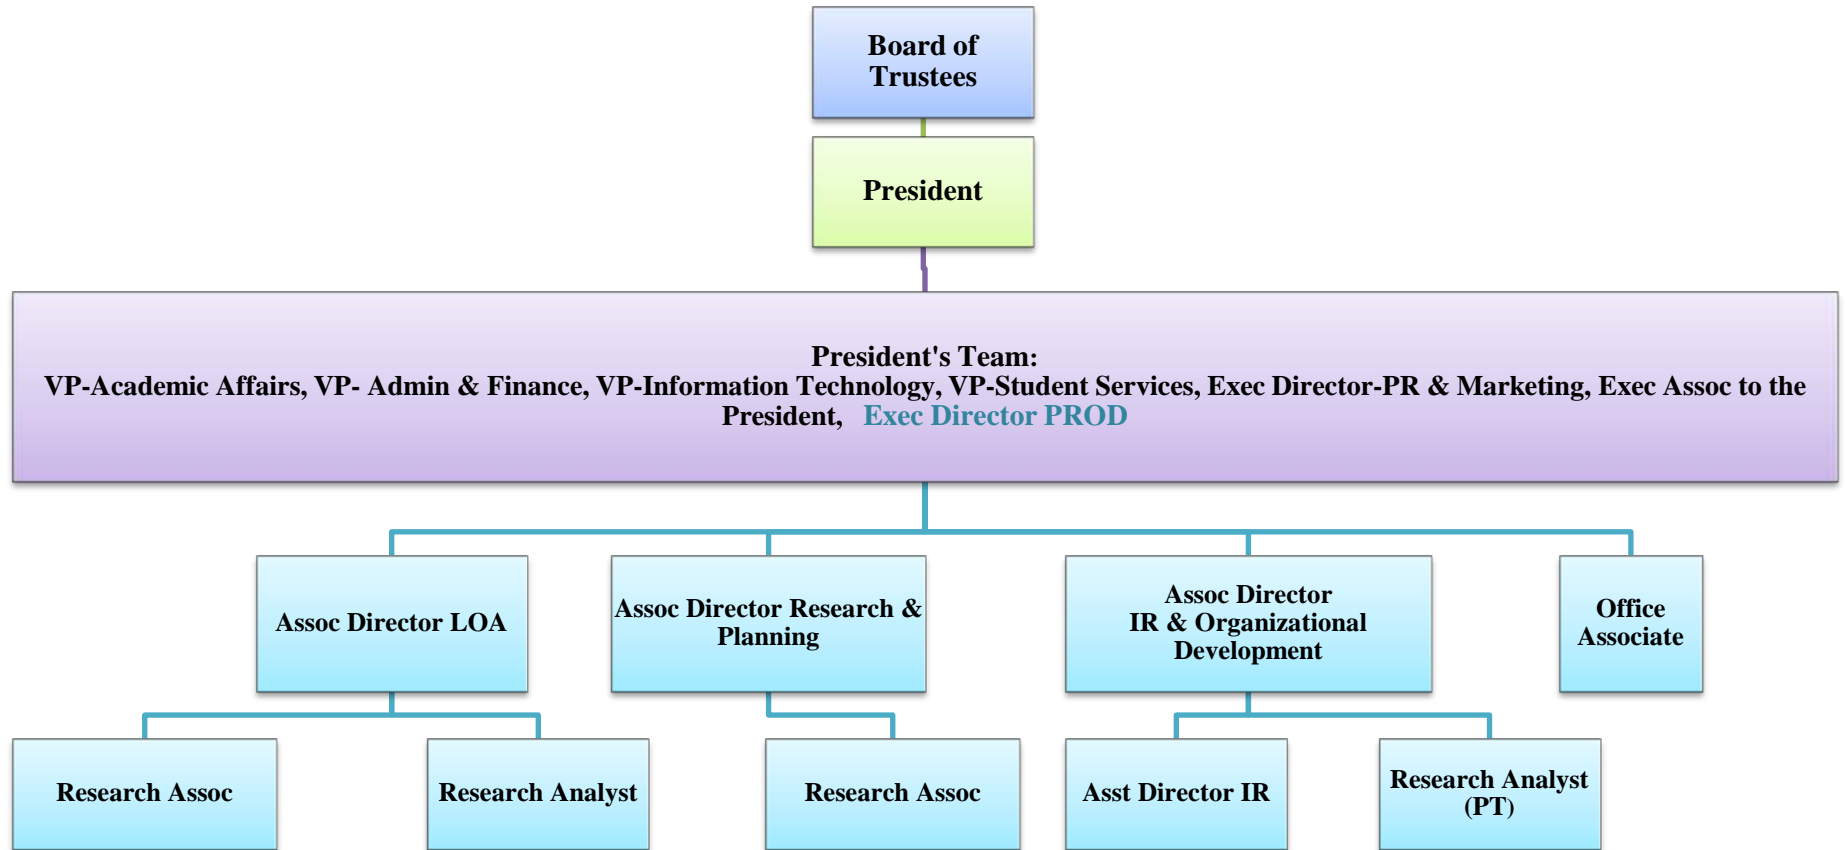 Board of
Trustees
President
President's Team:
VP-Academic Affairs, VP- Admin & Finance, VP-Information Technology, VP-Student Services, Exec Director-PR & Marketing, Exec Assoc to the
President, Exec Director PROD
Assoc Director LOA
Assoc Director Research &
Planning
Assoc Director
IR & Organizational
Development
Office
Associate
Research Assoc
Research Analyst
Research Assoc
Asst Director IR
Research Analyst
(PT)